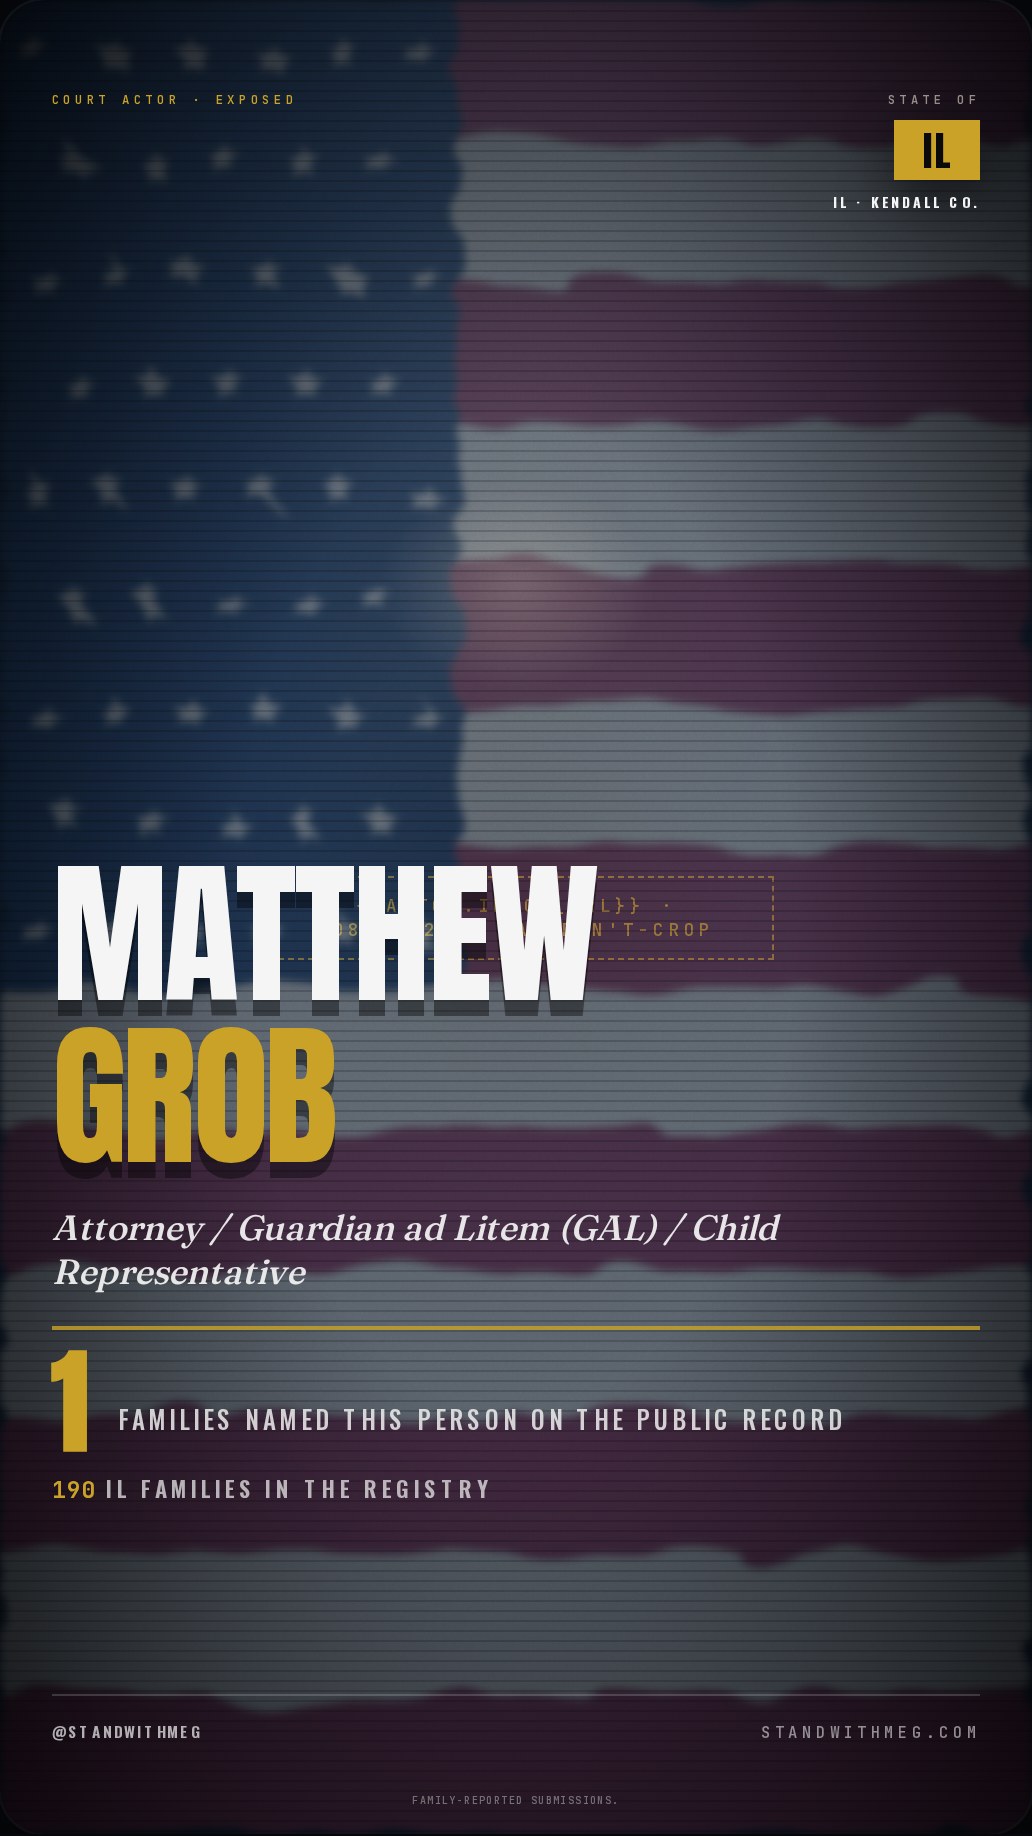 COURT ACTOR · EXPOSED
STATE OF
IL
IL · KENDALL CO.
MATTHEW
GROB
Attorney / Guardian ad Litem (GAL) / Child
Representative
1 FAMILIES NAMED THIS PERSON ON THE PUBLIC RECORD
190 IL FAMILIES IN THE REGISTRY
@STANDWITHMEG
STANDWITHMEG.COM
FAMILY-REPORTED SUBMISSIONS.